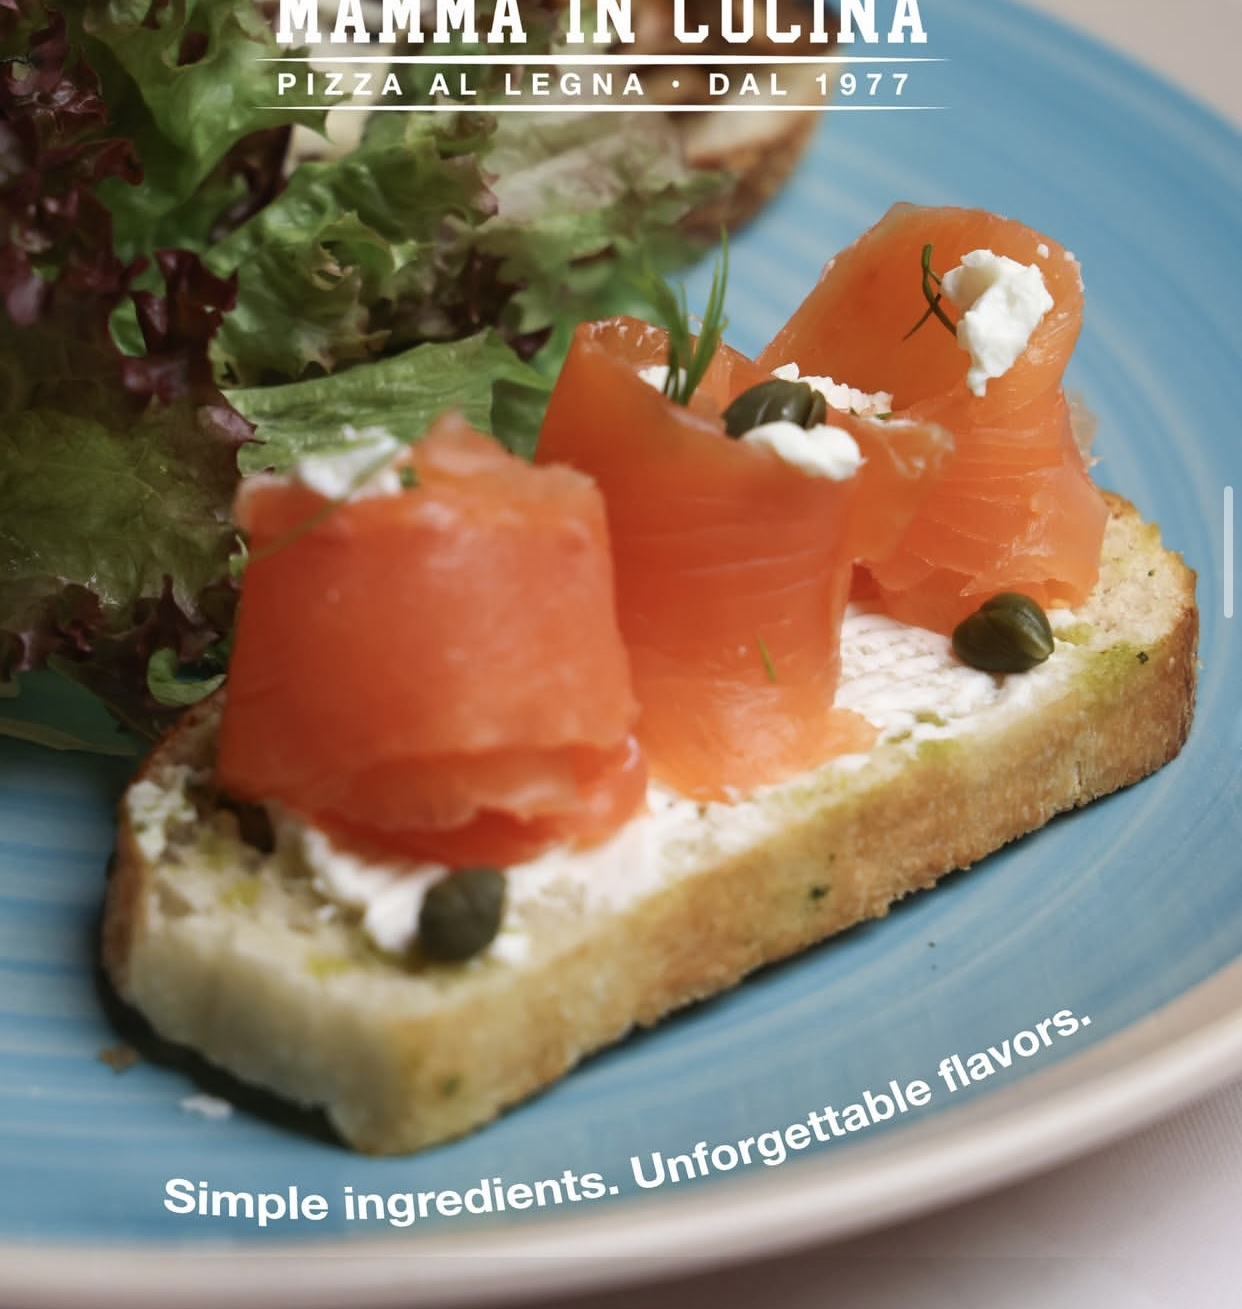 MAMMA IN CUCINA
PIZZA AL LEGNA • DAL 1977
Simple ingredients. Unforgettable flavors.